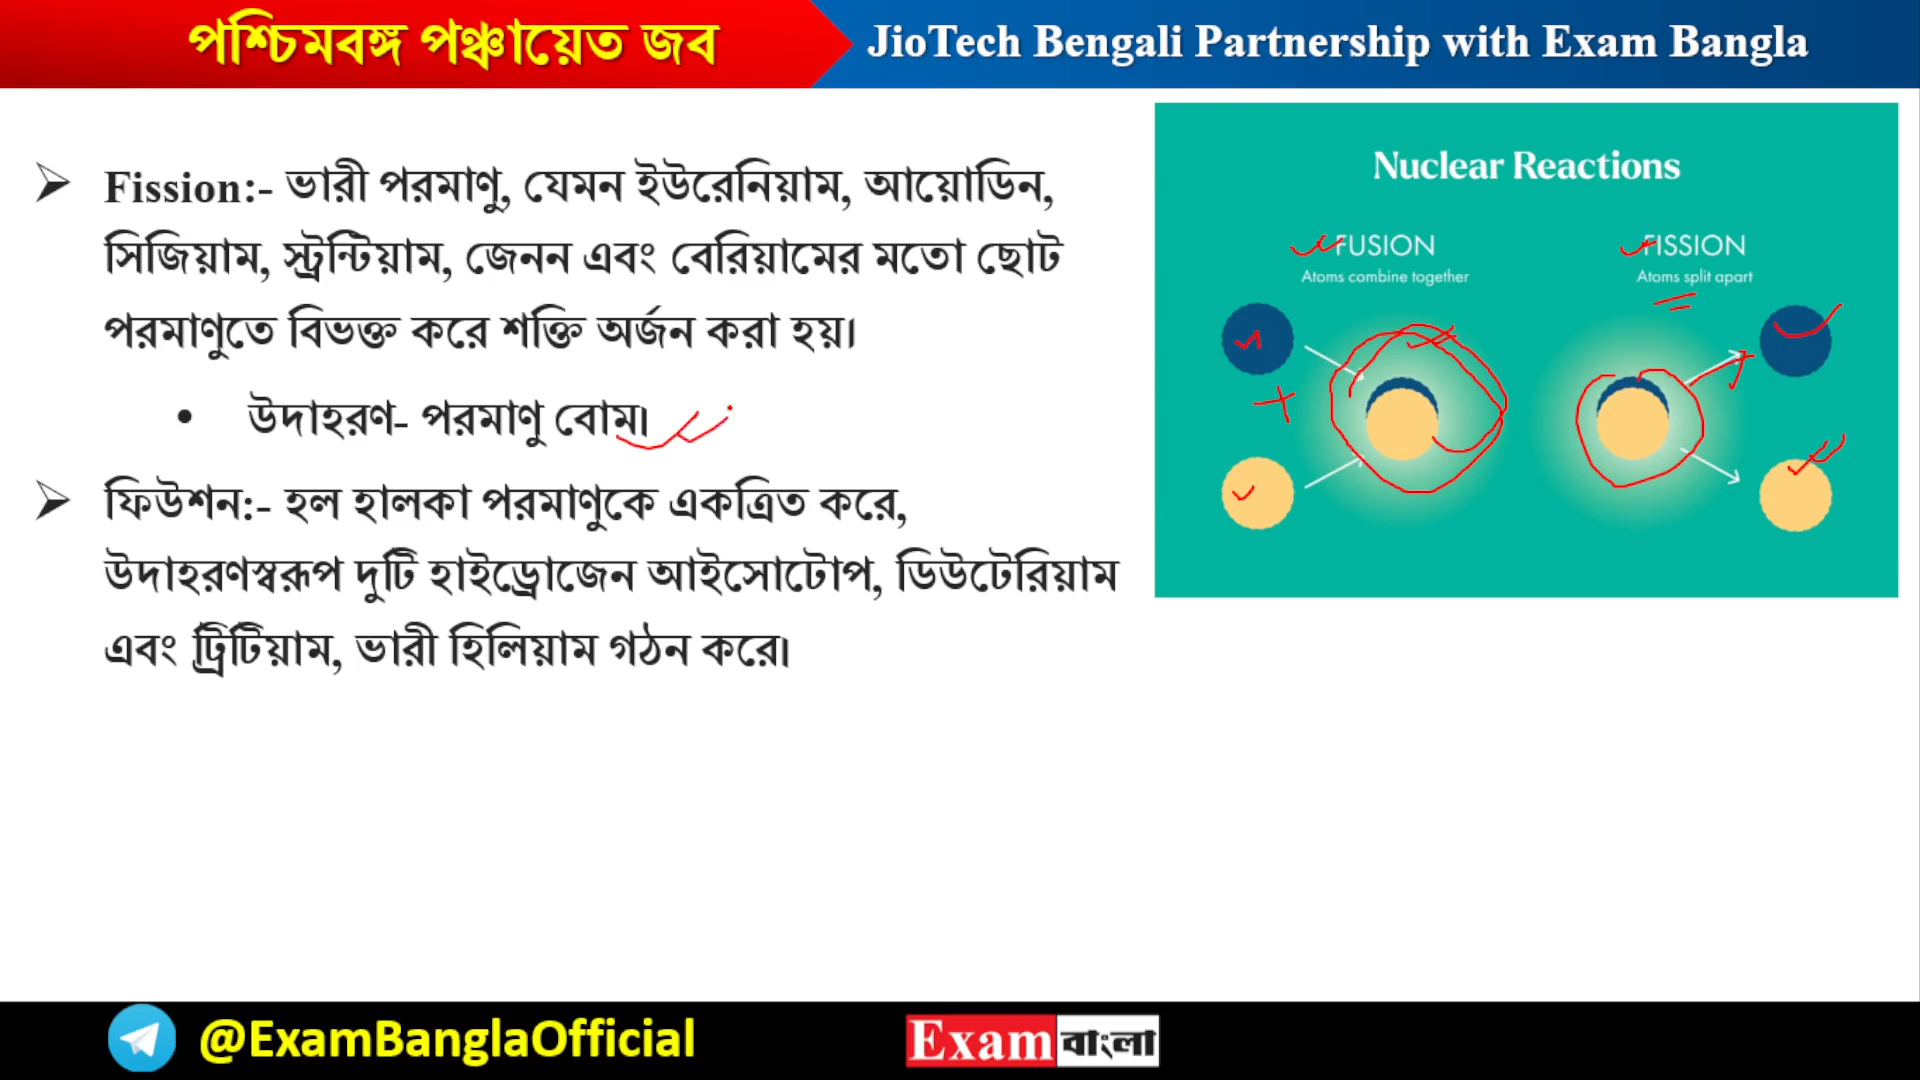 পশ্চিমবঙ্গ পঞ্চায়েত জব
JioTech Bengali Partnership with Exam Bangla
Fission:- ভারী পরমাণু, যেমন ইউরেনিয়াম, আয়োডিন,
সিজিয়াম, স্ট্রন্টিয়াম, জেনন এবং বেরিয়ামের মতো ছোট
পরমাণুতে বিভক্ত করে শক্তি অর্জন করা হয়।
• উদাহরণ- পরমাণু বোমা।
ফিউশন:- হল হালকা পরমাণুকে একত্রিত করে,
উদাহরণস্বরূপ দুটি হাইড্রোজেন আইসোটোপ, ডিউটেরিয়াম
এবং ট্রিটিয়াম, ভারী হিলিয়াম গঠন করে।
Nuclear Reactions
FUSION
Atoms combine together
FISSION
Atoms split apart
@ExamBanglaOfficial
Exam বাংলা